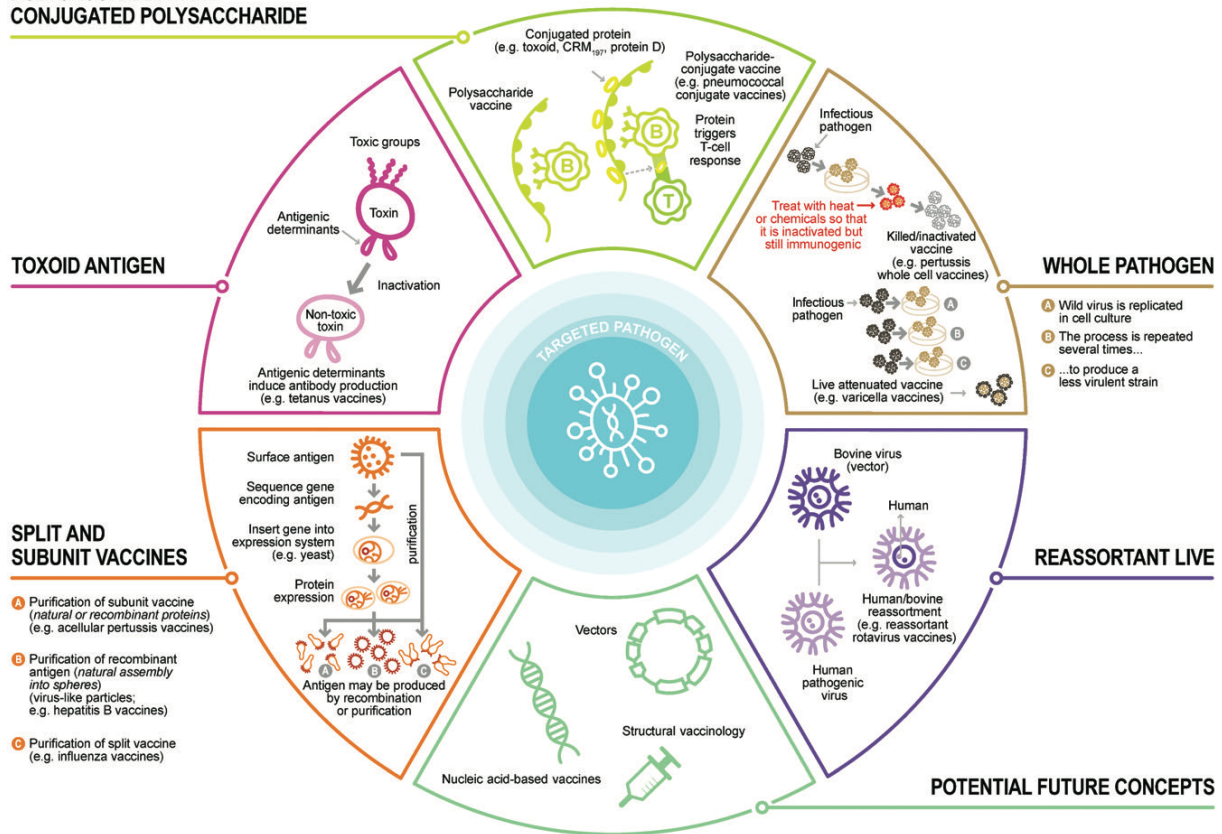 CONJUGATED POLYSACCHARIDE
Conjugated protein
(e.g. toxoid, CRM₁₉₇, protein D)
Polysaccharide-
conjugate vaccine
(e.g. pneumococcal
conjugate vaccines)
Polysaccharide
vaccine
Protein
triggers
T-cell
response
B
B
T
TOXOID ANTIGEN
Toxic groups
Toxin
Antigenic
determinants
Inactivation
Non-toxic
toxin
Antigenic determinants
induce antibody production
(e.g. tetanus vaccines)
TARGETED PATHOGEN
Infectious
pathogen
Treat with heat
or chemicals so that
it is inactivated but
still immunogenic
Killed/inactivated
vaccine
(e.g. pertussis
whole cell vaccines)
Infectious
pathogen
A
B
C
Live attenuated vaccine
(e.g. varicella vaccines)
WHOLE PATHOGEN
A Wild virus is replicated
in cell culture
B The process is repeated
several times...
C ...to produce a
less virulent strain
SPLIT AND
SUBUNIT VACCINES
A Purification of subunit vaccine
(natural or recombinant proteins)
(e.g. acellular pertussis vaccines)
B Purification of recombinant
antigen (natural assembly
into spheres)
(virus-like particles;
e.g. hepatitis B vaccines)
C Purification of split vaccine
(e.g. influenza vaccines)
Surface antigen
Sequence gene
encoding antigen
Insert gene into
expression system
(e.g. yeast)
Protein
expression
purification
A
B
C
Antigen may be produced
by recombination
or purification
Bovine virus
(vector)
Human
Human/bovine
reassortment
(e.g. reassortant
rotavirus vaccines)
Human
pathogenic
virus
REASSORTANT LIVE
Vectors
Structural vaccinology
Nucleic acid-based vaccines
POTENTIAL FUTURE CONCEPTS